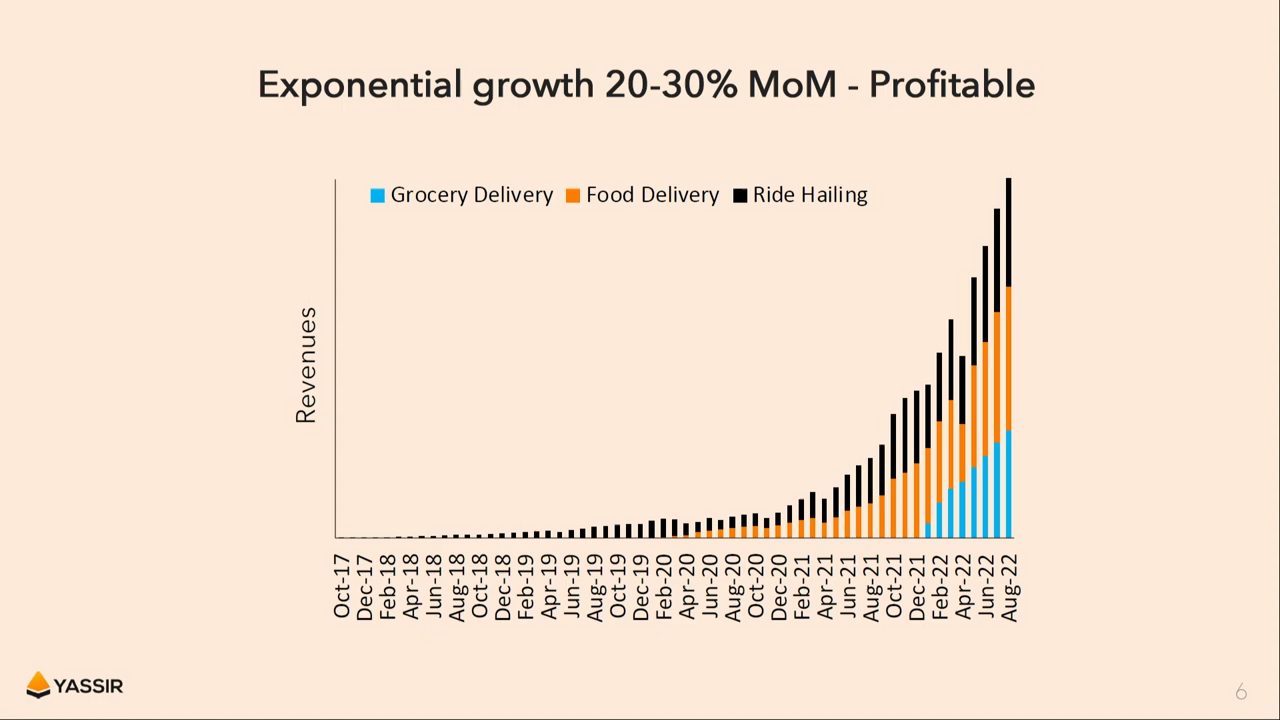 Exponential growth 20-30% MoM - Profitable
Grocery Delivery Food Delivery Ride Hailing
Revenues
Oct-17
Dec-17
Feb-18
Apr-18
Jun-18
Aug-18
Oct-18
Dec-18
Feb-19
Apr-19
Jun-19
Aug-19
Oct-19
Dec-19
Feb-20
Apr-20
Jun-20
Aug-20
Oct-20
Dec-20
Feb-21
Apr-21
Jun-21
Aug-21
Oct-21
Dec-21
Feb-22
Apr-22
Jun-22
Aug-22
YASSIR
6